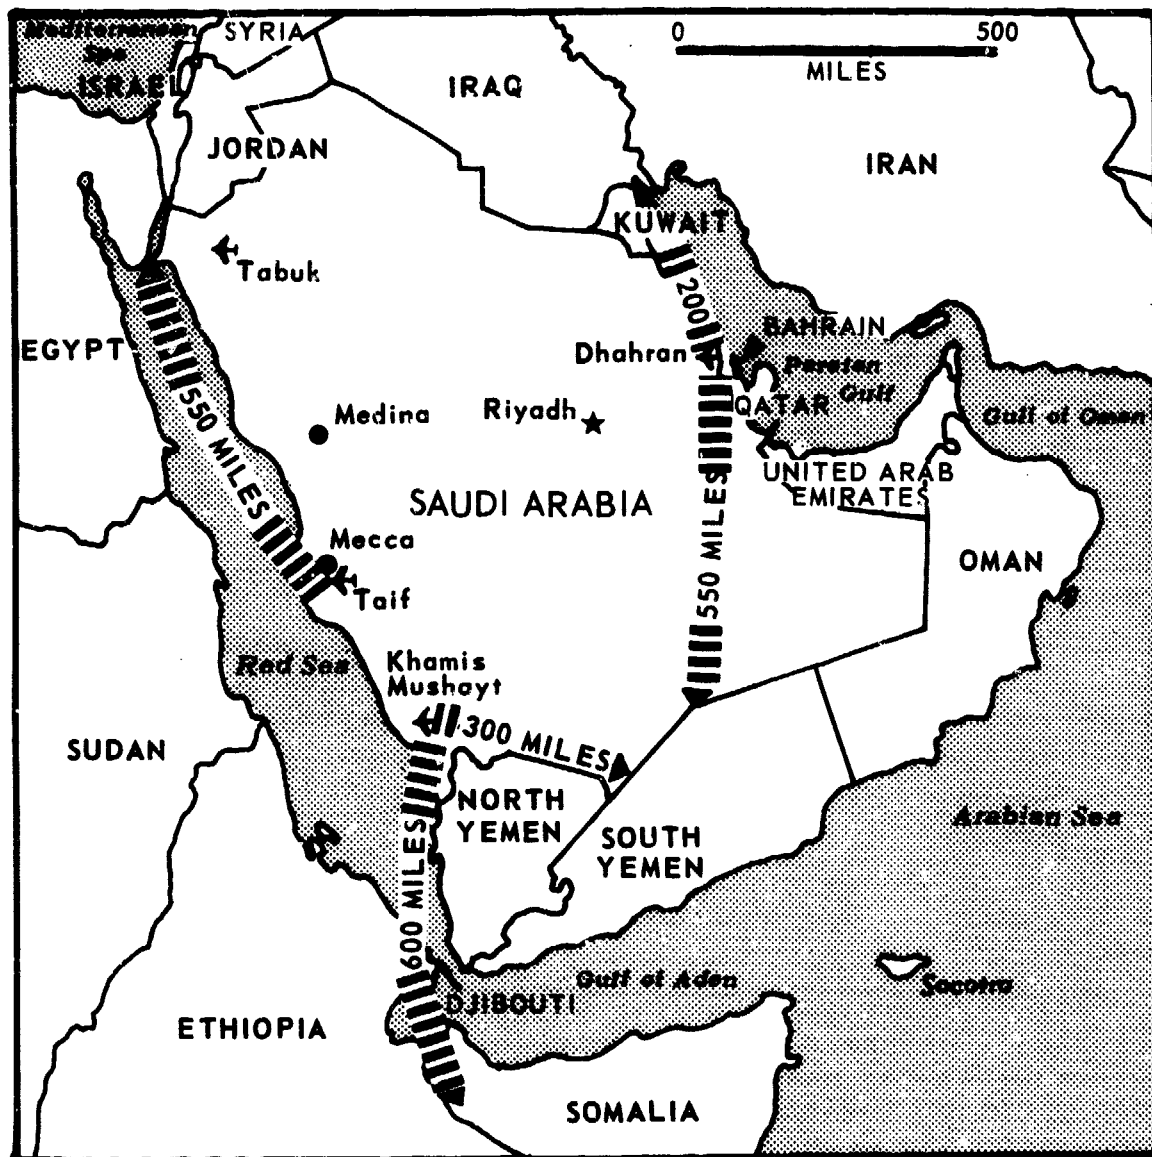 Mediterranean
Sea
SYRIA
0 500
MILES
ISRAEL
IRAQ
JORDAN
IRAN
KUWAIT
Tabuk
200
BAHRAIN
EGYPT
Dhahran
Persian
Gulf
550 MILES
Medina
Riyadh
QATAR
Gulf of Oman
UNITED ARAB
EMIRATES
SAUDI ARABIA
Mecca
550 MILES
OMAN
Taif
Red Sea
Khamis
Mushayt
300 MILES
SUDAN
NORTH
YEMEN
SOUTH
YEMEN
Arabian Sea
600 MILES
Gulf of Aden
Socotra
DJIBOUTI
ETHIOPIA
SOMALIA